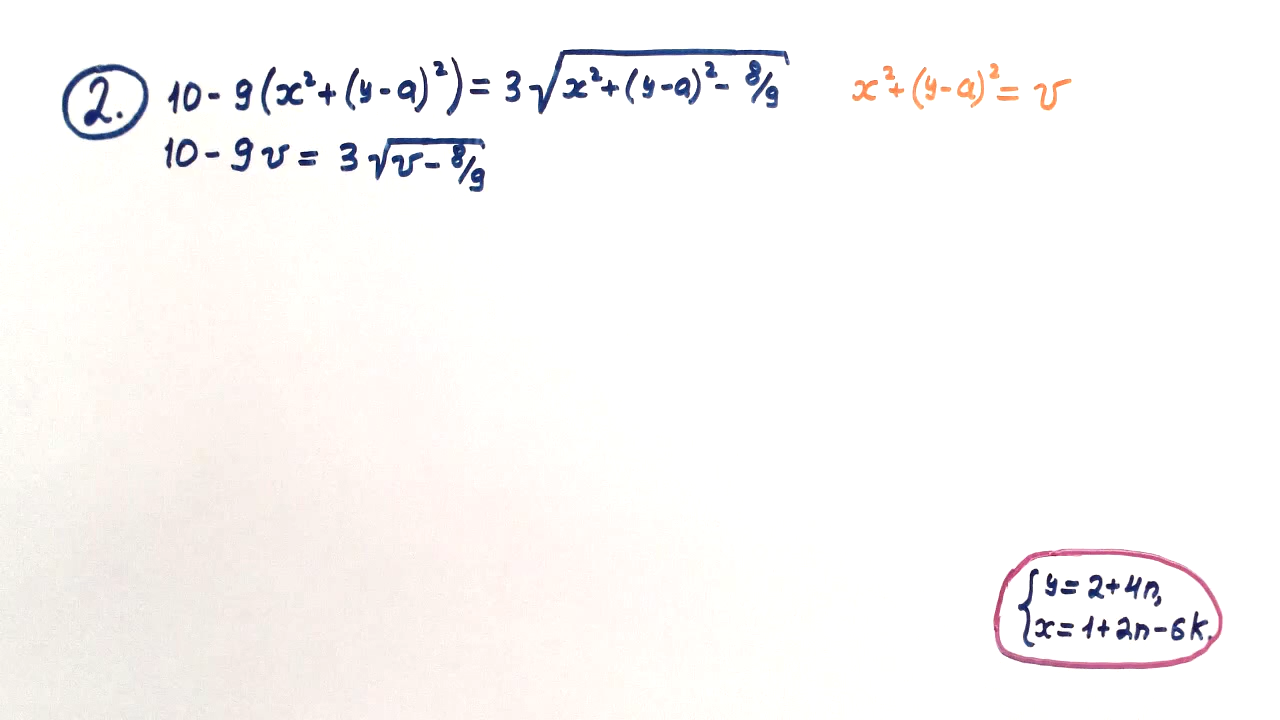 2. 10 - 9(x² + (y - a)²) = 3√(x² + (y - a)² - 8/9) x² + (y - a)² = v
10 - 9v = 3√(v - 8/9)
{ y = 2 + 4n,
x = 1 + 2n - 6k.